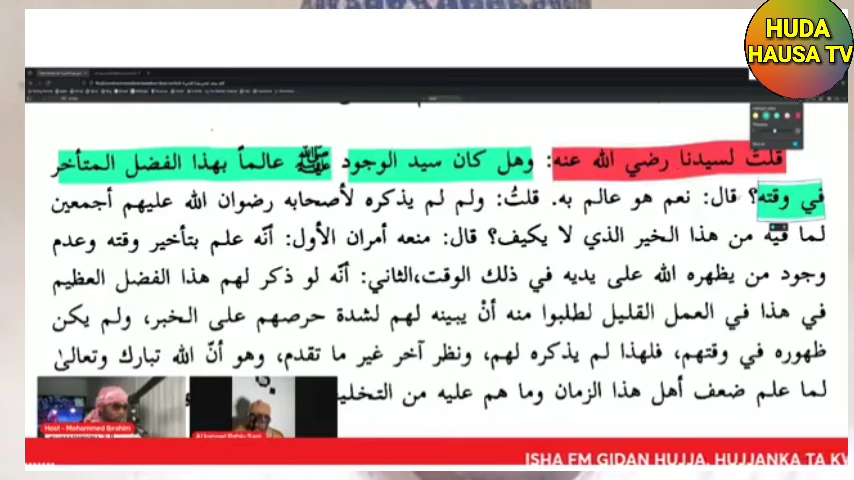 HUDA
HAUSA TV
قلتُ لسيدنا رضي الله عنه: وهل كان سيد الوجود ﷺ عالماً بهذا الفضل المتأخر
في وقته؟ قال: نعم هو عالم به. قلتُ: ولم لم يذكره لأصحابه رضوان الله عليهم أجمعين
لما فيه من هذا الخير الذي لا يكيف؟ قال: منعه أمران الأول: أنّه علم بتأخير وقته وعدم
وجود من يظهره الله على يديه في ذلك الوقت،الثاني: أنّه لو ذكر لهم هذا الفضل العظيم
في هذا في العمل القليل لطلبوا منه أنْ يبينه لهم لشدة حرصهم على الخبر، ولم يكن
ظهوره في وقتهم، فلهذا لم يذكره لهم، ونظر آخر غير ما تقدم، وهو أنّ الله تبارك وتعالىٰ
لما علم ضعف أهل هذا الزمان وما هم عليه من التخلي
Host - Mohammed Ibrahim
ISHA FM GIDAN HUJJA, HUJJANKA TA KW